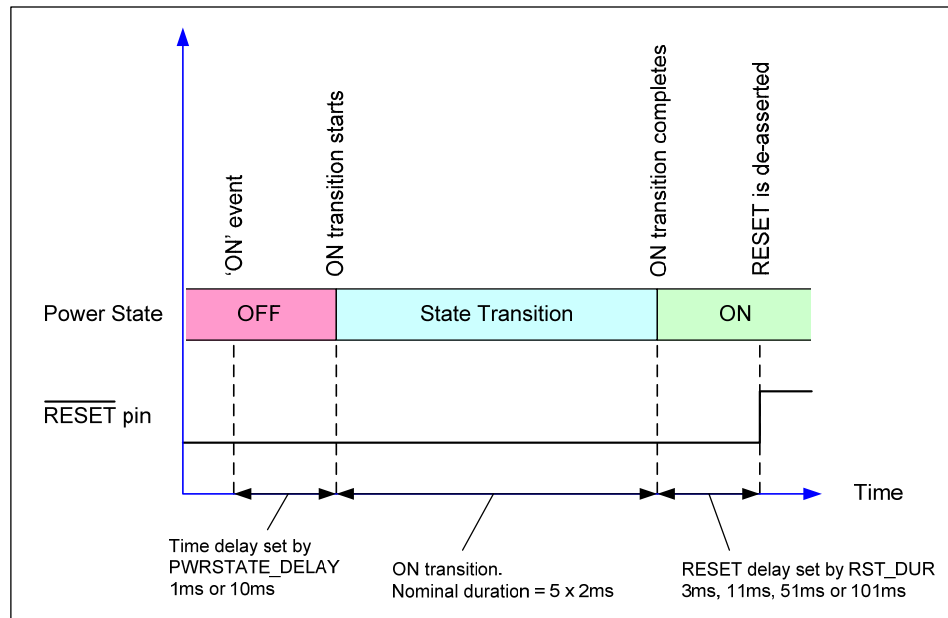 'ON' event
ON transition starts
ON transition completes
RESET is de-asserted
Power State
OFF
State Transition
ON
RESET pin
Time
Time delay set by
PWRSTATE_DELAY
1ms or 10ms
ON transition.
Nominal duration = 5 x 2ms
RESET delay set by RST_DUR
3ms, 11ms, 51ms or 101ms